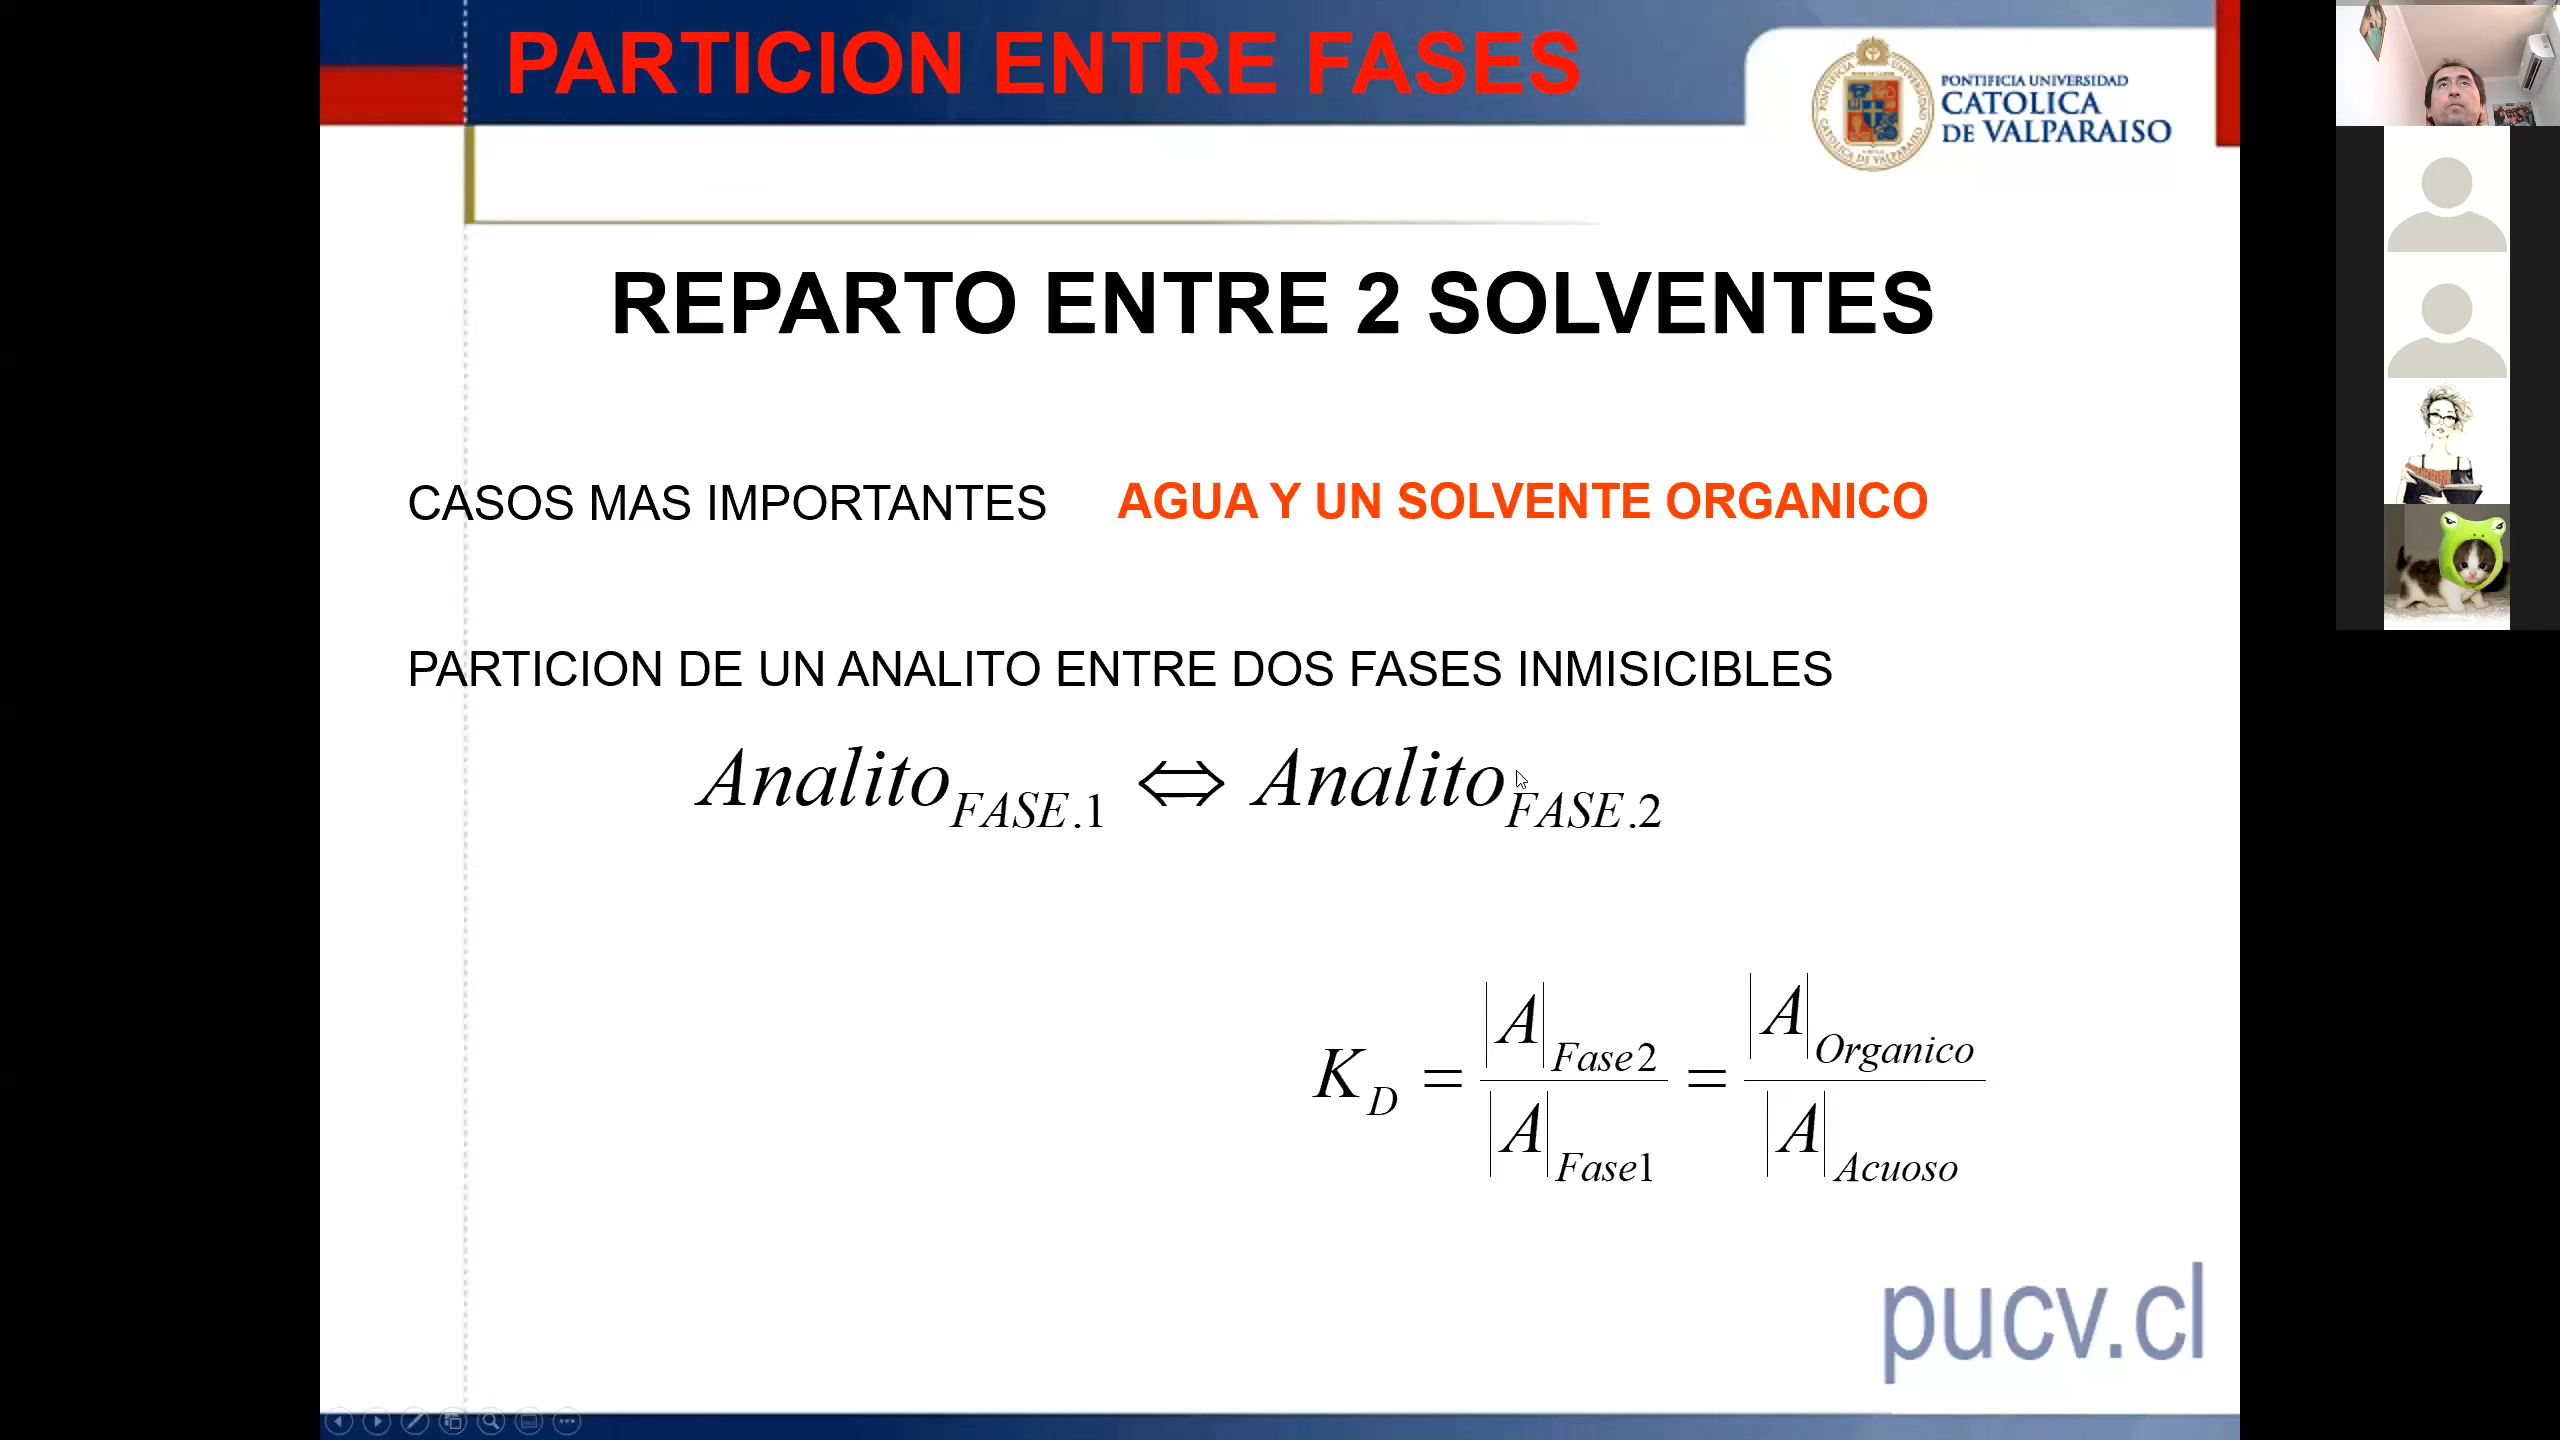 PARTICION ENTRE FASES
PONTIFICIA UNIVERSIDAD
CATOLICA
DE VALPARAISO
REPARTO ENTRE 2 SOLVENTES
CASOS MAS IMPORTANTES AGUA Y UN SOLVENTE ORGANICO
PARTICION DE UN ANALITO ENTRE DOS FASES INMISICIBLES
Analito_FASE.1 ⇔ Analito_FASE.2
K_D = |A|_Fase2 / |A|_Fase1 = |A|_Organico / |A|_Acuoso
pucv.cl